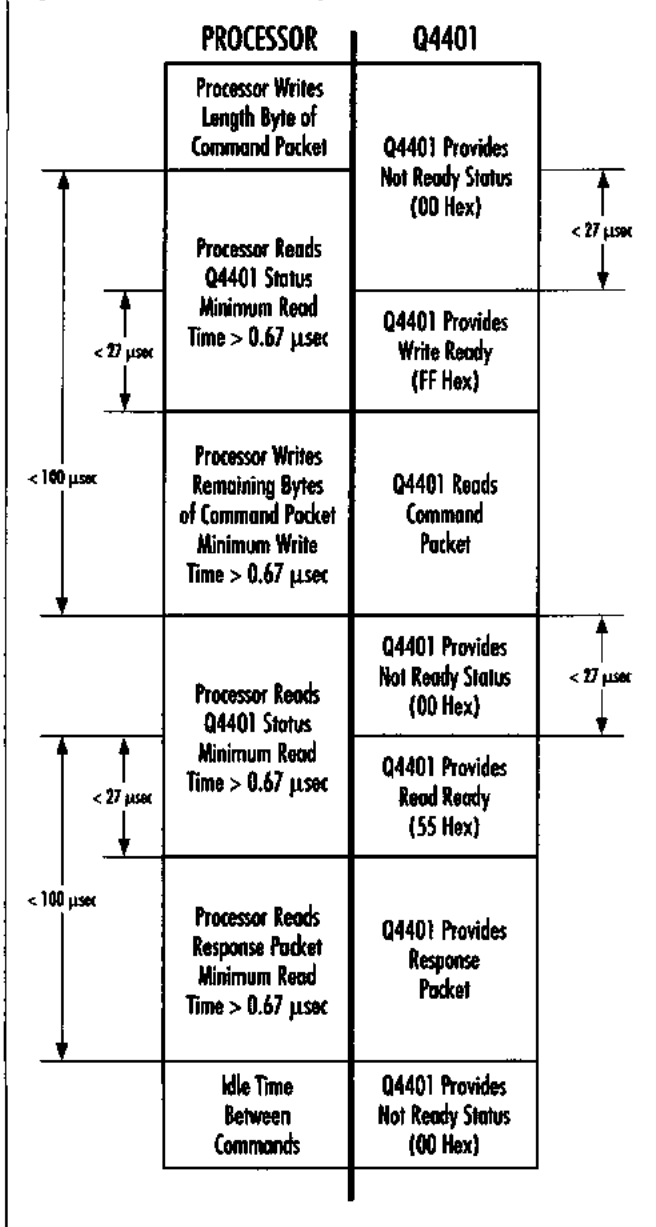 PROCESSOR
Q4401
Processor Writes
Length Byte of
Command Packet
Q4401 Provides
Not Ready Status
(00 Hex)
< 27 μsec
Processor Reads
Q4401 Status
Minimum Read
Time > 0.67 μsec
< 27 μsec
Q4401 Provides
Write Ready
(FF Hex)
< 100 μsec
Processor Writes
Remaining Bytes
of Command Packet
Minimum Write
Time > 0.67 μsec
Q4401 Reads
Command
Packet
Q4401 Provides
Not Ready Status
(00 Hex)
< 27 μsec
Processor Reads
Q4401 Status
Minimum Read
Time > 0.67 μsec
< 27 μsec
Q4401 Provides
Read Ready
(55 Hex)
< 100 μsec
Processor Reads
Response Packet
Minimum Read
Time > 0.67 μsec
Q4401 Provides
Response
Packet
Idle Time
Between
Commands
Q4401 Provides
Not Ready Status
(00 Hex)